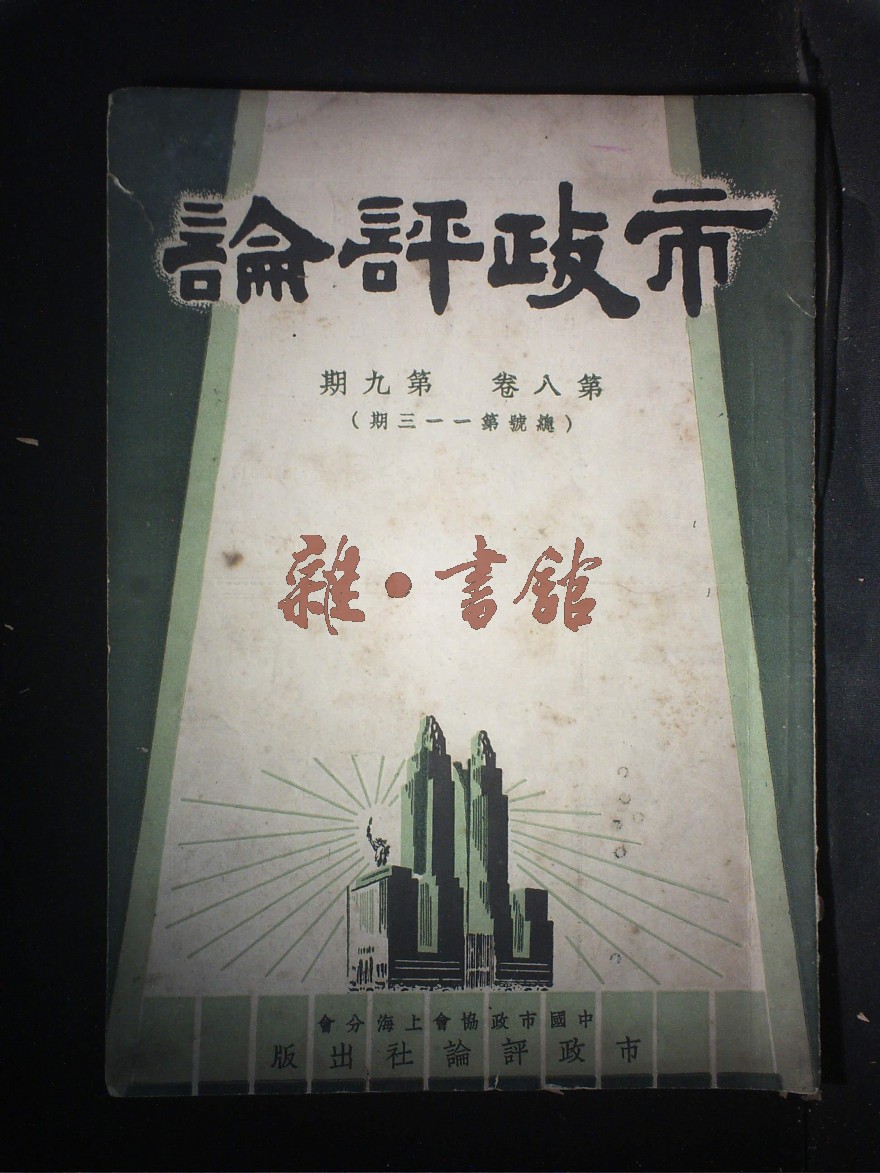 市政評論
第八卷 第九期
(總號第一一三期)
雜·書館
中國市政協會上海分會
市政評論社出版